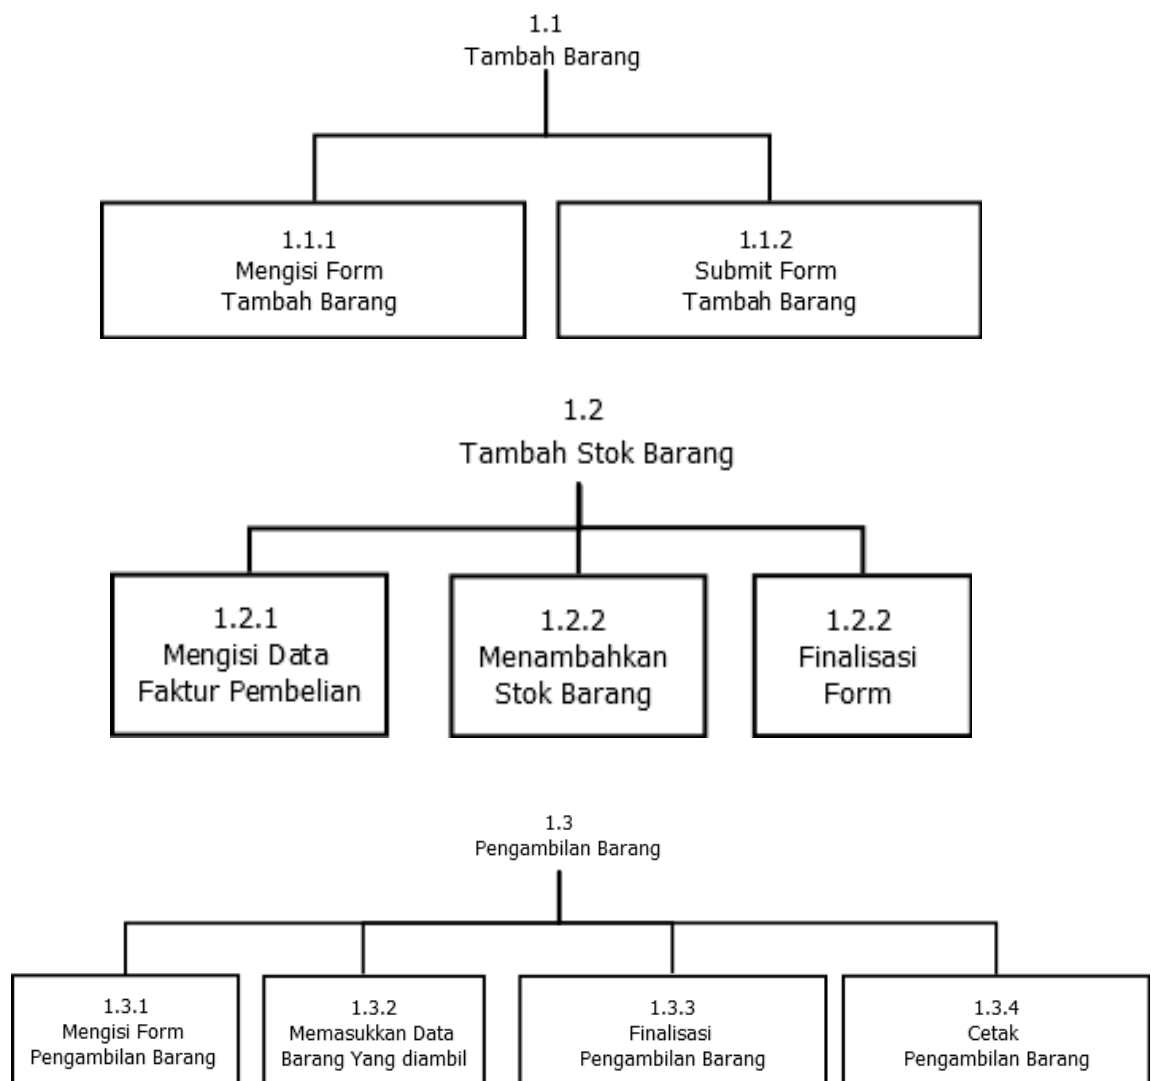 1.1
Tambah Barang
1.1.1
Mengisi Form
Tambah Barang
1.1.2
Submit Form
Tambah Barang
1.2
Tambah Stok Barang
1.2.1
Mengisi Data
Faktur Pembelian
1.2.2
Menambahkan
Stok Barang
1.2.2
Finalisasi
Form
1.3
Pengambilan Barang
1.3.1
Mengisi Form
Pengambilan Barang
1.3.2
Memasukkan Data
Barang Yang diambil
1.3.3
Finalisasi
Pengambilan Barang
1.3.4
Cetak
Pengambilan Barang